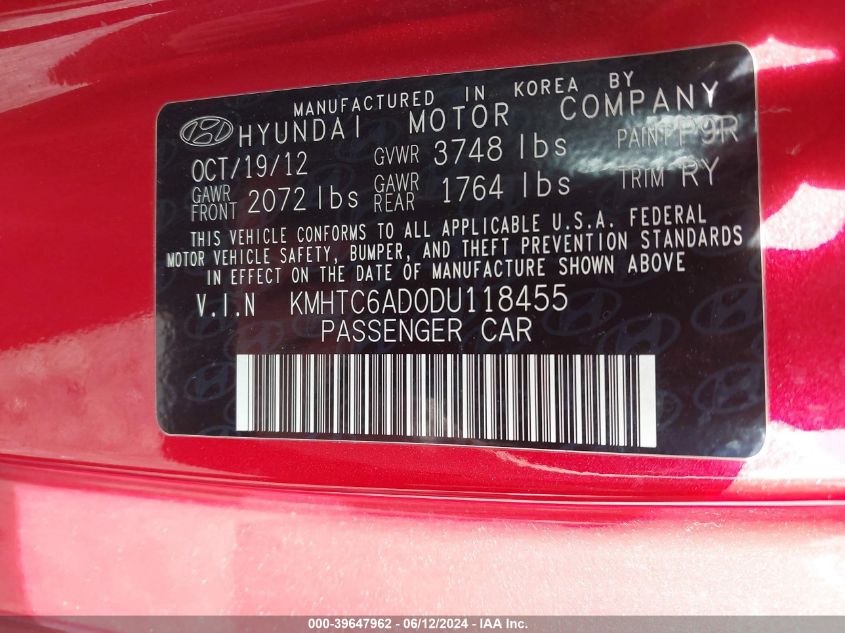 MANUFACTURED IN KOREA BY
HYUNDAI MOTOR COMPANY
OCT/19/12 GVWR 3748 lbs PAINT P9R
GAWR FRONT 2072 lbs GAWR REAR 1764 lbs TRIM RY
THIS VEHICLE CONFORMS TO ALL APPLICABLE U.S.A. FEDERAL
MOTOR VEHICLE SAFETY, BUMPER, AND THEFT PREVENTION STANDARDS
IN EFFECT ON THE DATE OF MANUFACTURE SHOWN ABOVE
V.I.N KMHTC6AD0DU118455
PASSENGER CAR
000-39647962 - 06/12/2024 - IAA Inc.